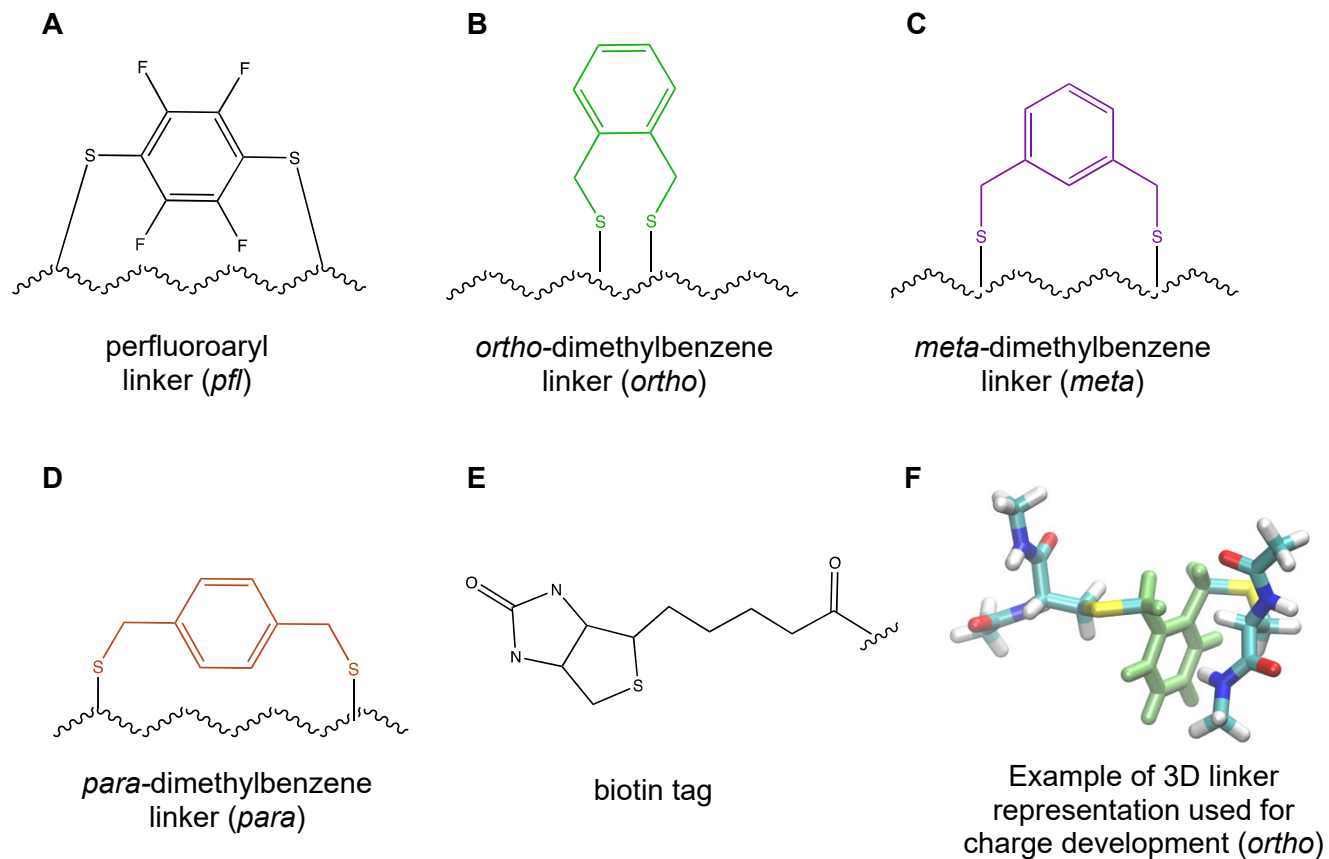 A
B
C
F
F
S
S
F
F
S
S
S
S
perfluoroaryl
linker (pfl)
ortho-dimethylbenzene
linker (ortho)
meta-dimethylbenzene
linker (meta)
D
E
F
S
S
O
N
N
S
O
para-dimethylbenzene
linker (para)
biotin tag
Example of 3D linker
representation used for
charge development (ortho)